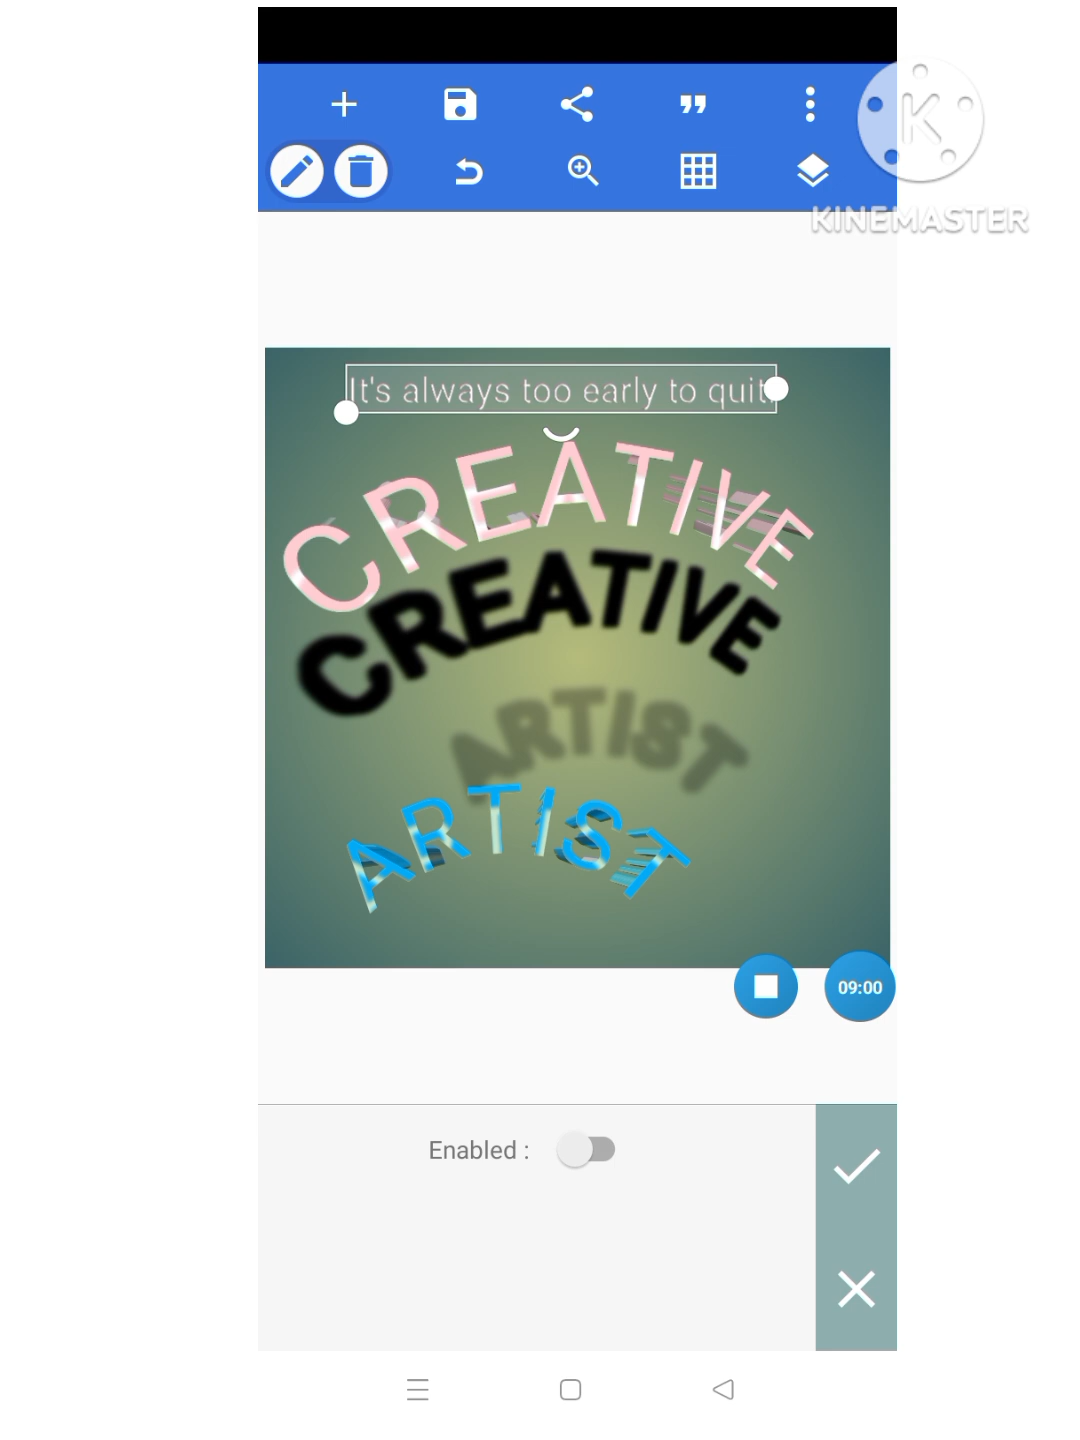 KINEMASTER
It's always too early to quit.
CREATIVE
CREATIVE
ARTIST
ARTIST
09:00
Enabled :